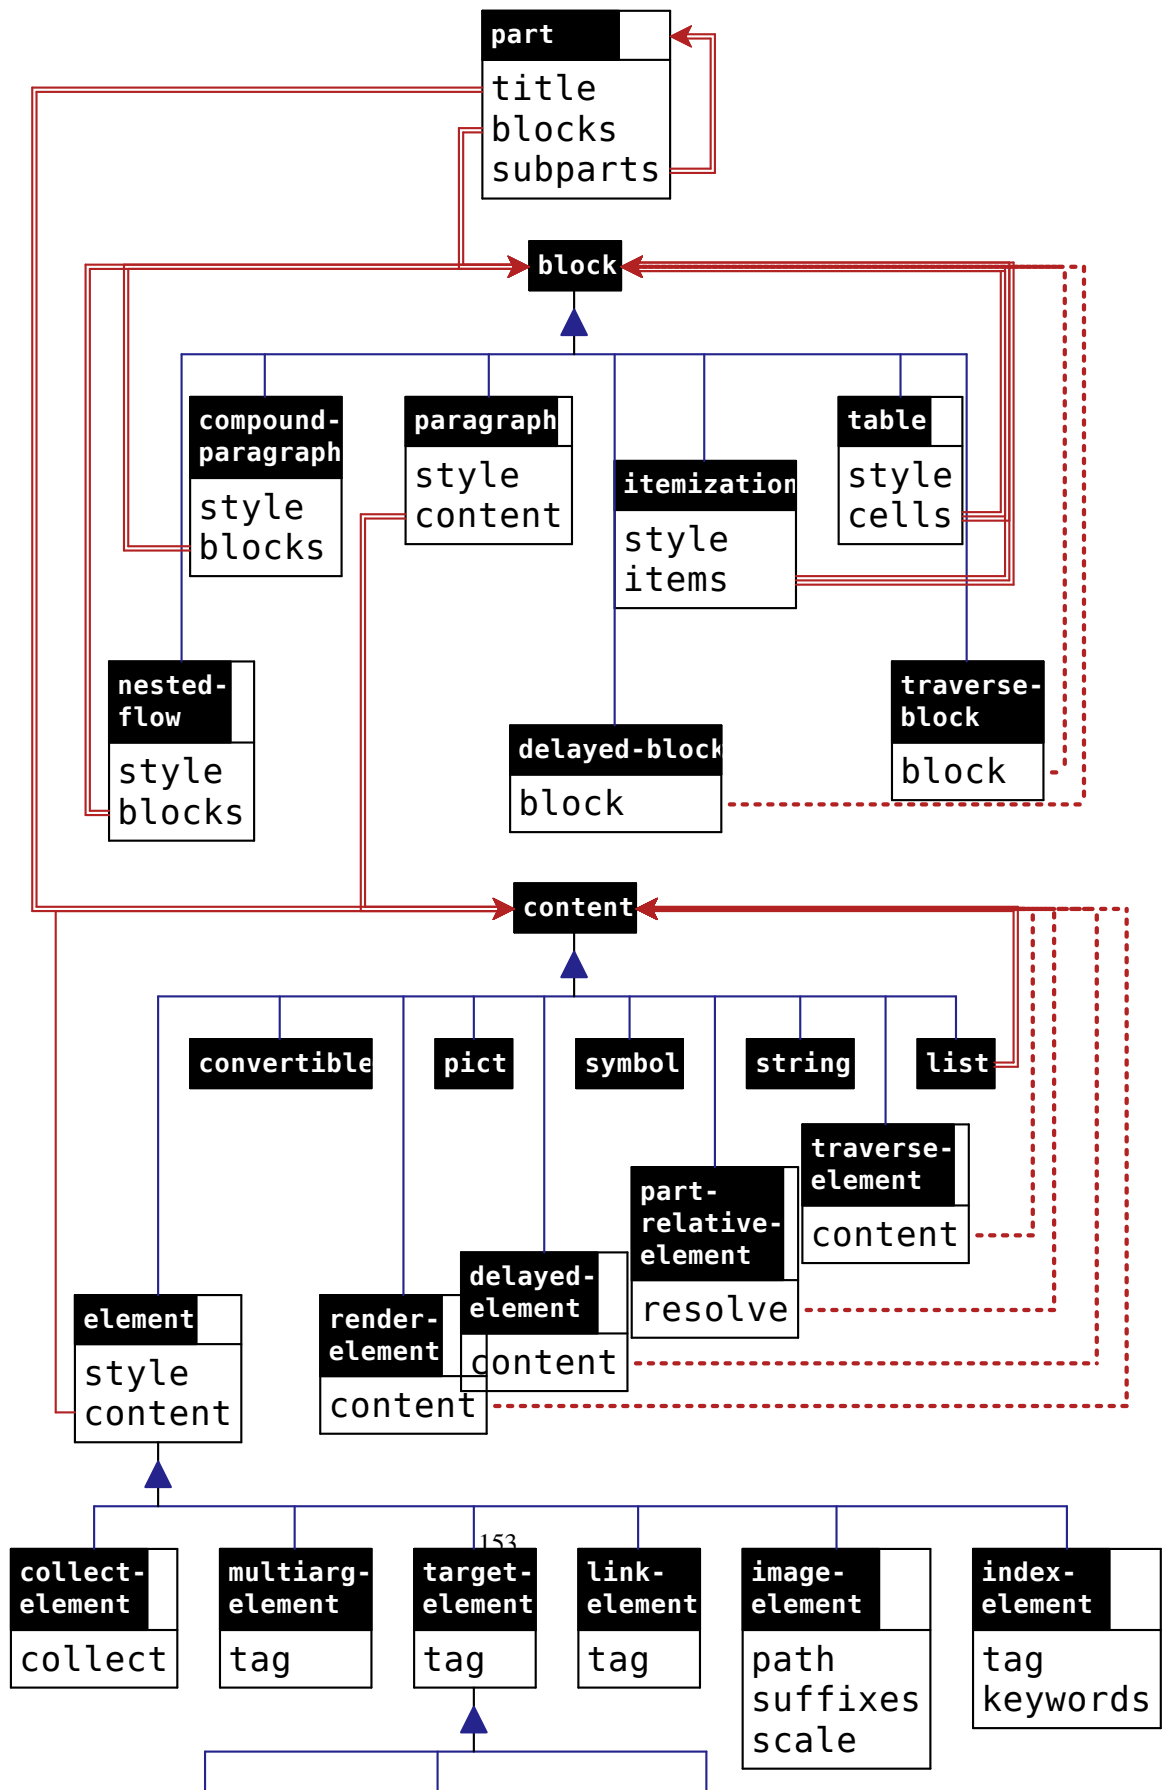 part
title
blocks
subparts
block
compound-
paragraph
style
blocks
paragraph
style
content
itemization
style
items
table
style
cells
nested-
flow
style
blocks
delayed-block
block
traverse-
block
block
content
convertible
pict
symbol
string
list
traverse-
element
content
part-
relative-
element
resolve
delayed-
element
content
render-
element
content
element
style
content
153
collect-
element
collect
multiarg-
element
tag
target-
element
tag
link-
element
tag
image-
element
path
suffixes
scale
index-
element
tag
keywords